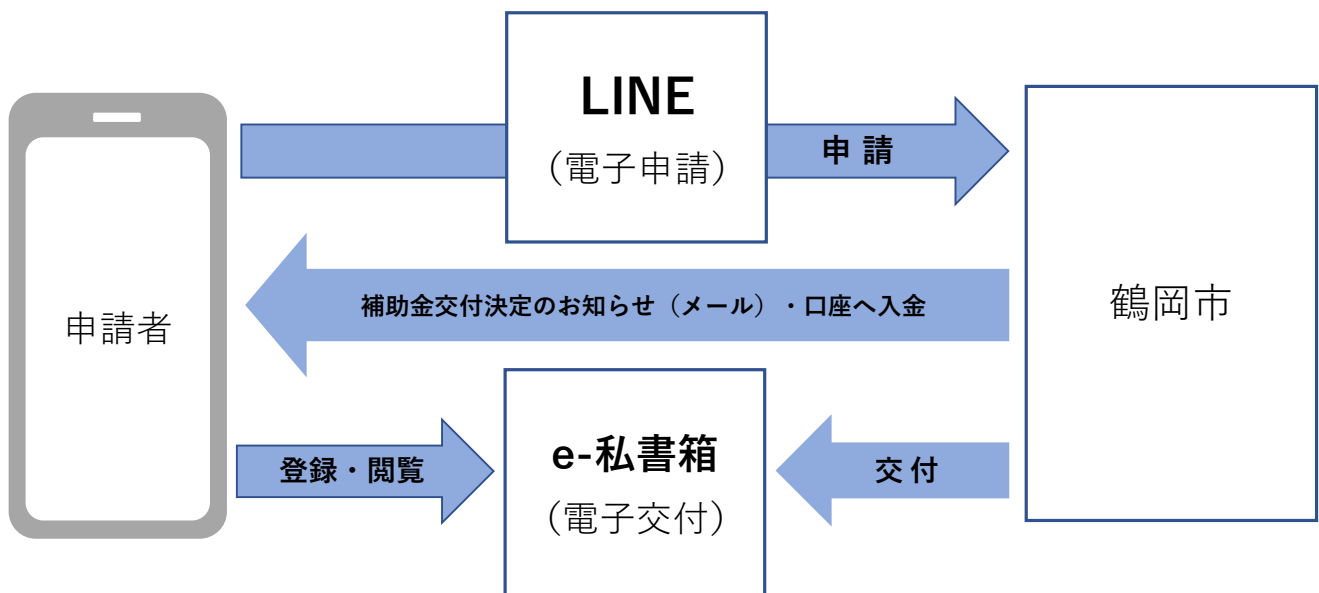 LINE
（電子申請）
申 請
補助金交付決定のお知らせ（メール）・口座へ入金
申請者
鶴岡市
登録・閲覧
e-私書箱
（電子交付）
交 付